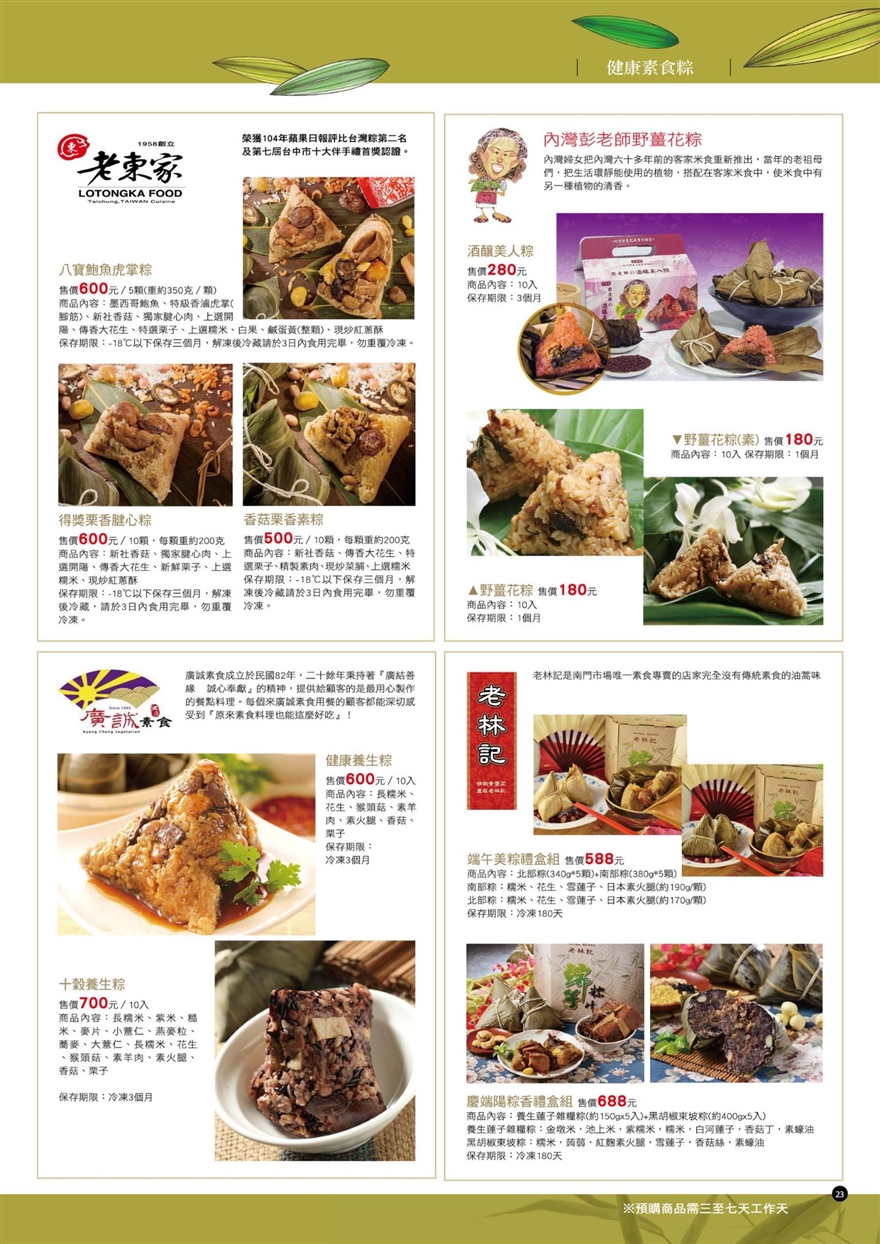 健康素食粽
1958創立
老東家
LOTONGKA FOOD
Taichung,TAIWAN Cuisine
榮獲104年蘋果日報評比台灣粽第二名
及第七屆台中市十大伴手禮首獎認證。
八寶鮑魚虎掌粽
售價600元 / 5顆(重約350克 / 顆)
商品內容：墨西哥鮑魚、特級香滷虎掌(
腳筋)、新社香菇、獨家腱心肉、上選開
陽、傳香大花生、特選栗子、上選糯米、白果、鹹蛋黃(整顆)、現炒紅蔥酥
保存期限：-18℃以下保存三個月，解凍後冷藏請於3日內食用完畢，勿重覆冷凍。
得獎栗香腱心粽
售價600元 / 10顆，每顆重約200克
商品內容：新社香菇、獨家腱心肉、上
選開陽、傳香大花生、新鮮栗子、上選
糯米、現炒紅蔥酥
保存期限：-18℃以下保存三個月，解凍
後冷藏，請於3日內食用完畢，勿重覆
冷凍。
香菇栗香素粽
售價500元 / 10顆，每顆重約200克
商品內容：新社香菇、傳香大花生、特
選栗子、精製素肉、現炒菜脯、上選糯米
保存期限：-18℃以下保存三個月，解
凍後冷藏請於3日內食用完畢，勿重覆
冷凍。
內灣彭老師野薑花粽
內灣婦女把內灣六十多年前的客家米食重新推出，當年的老祖母
們，把生活環靜能使用的植物，搭配在客家米食中，使米食中有
另一種植物的清香。
酒釀美人粽
售價280元
商品內容：10入
保存期限：3個月
▼野薑花粽(素) 售價180元
商品內容：10入 保存期限：1個月
▲野薑花粽 售價180元
商品內容：10入
保存期限：1個月
Since 1993
廣誠素食
Kuang Cheng vegetarian
廣誠素食成立於民國82年，二十餘年秉持著『廣結善
緣　誠心奉獻』的精神，提供給顧客的是最用心製作
的餐點料理。每個來廣誠素食用餐的顧客都能深切感
受到『原來素食料理也能這麼好吃』！
健康養生粽
售價600元 / 10入
商品內容：長糯米、
花生、猴頭菇、素羊
肉、素火腿、香菇、
栗子
保存期限：
冷凍3個月
十穀養生粽
售價700元 / 10入
商品內容：長糯米、紫米、糙
米、麥片、小薏仁、燕麥粒、
蕎麥、大薏仁、長糯米、花生
、猴頭菇、素羊肉、素火腿、
香菇、栗子
保存期限：冷凍3個月
老林記
老林記是南門市場唯一素食專賣的店家完全沒有傳統素食的油蒿味
端午美粽禮盒組 售價588元
商品內容：北部粽(340g*5顆)+南部粽(380g*5顆)
南部粽：糯米、花生、雪蓮子、日本素火腿(約190g/顆)
北部粽：糯米、花生、雪蓮子、日本素火腿(約170g/顆)
保存期限：冷凍180天
老林記
慶端陽粽香禮盒組 售價688元
商品內容：養生蓮子雜糧粽(約150gx5入)+黑胡椒東坡粽(約400gx5入)
養生蓮子雜糧粽：金墩米，池上米，紫糯米，糯米，白河蓮子，香菇丁，素蠔油
黑胡椒東坡粽：糯米，蒟蒻，紅麴素火腿，雪蓮子，香菇絲，素蠔油
保存期限：冷凍180天
23
※預購商品需三至七天工作天